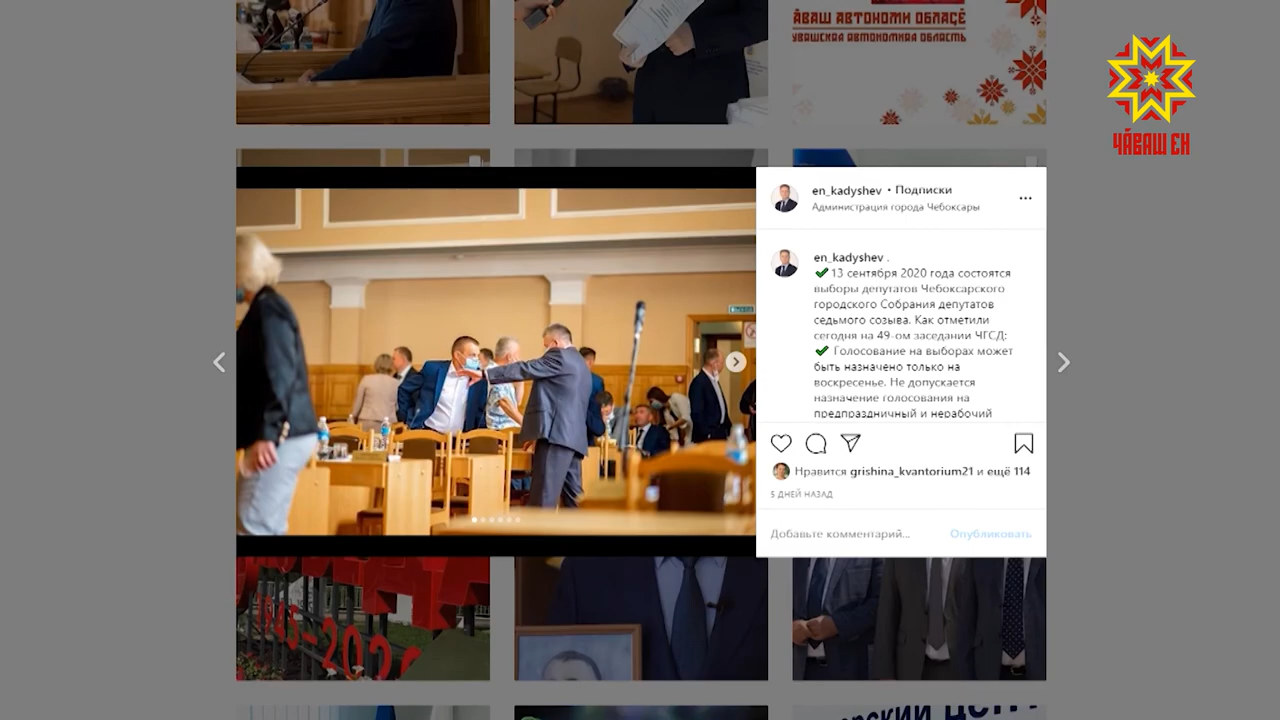 ĂВАШ АВТОНОМИ ОБЛАҪĔ
УВАШСКАЯ АВТОНОМНАЯ ОБЛАСТЬ
ЧĂВАШ ЕН
en_kadyshev • Подписки
Администрация города Чебоксары
en_kadyshev .
13 сентября 2020 года состоятся
выборы депутатов Чебоксарского
городского Собрания депутатов
седьмого созыва. Как отметили
сегодня на 49-ом заседании ЧГСД:
Голосование на выборах может
быть назначено только на
воскресенье. Не допускается
назначение голосования на
предпраздничный и нерабочий
Нравится grishina_kvantorium21 и ещё 114
5 ДНЕЙ НАЗАД
Добавьте комментарий...
Опубликовать
1945-2020